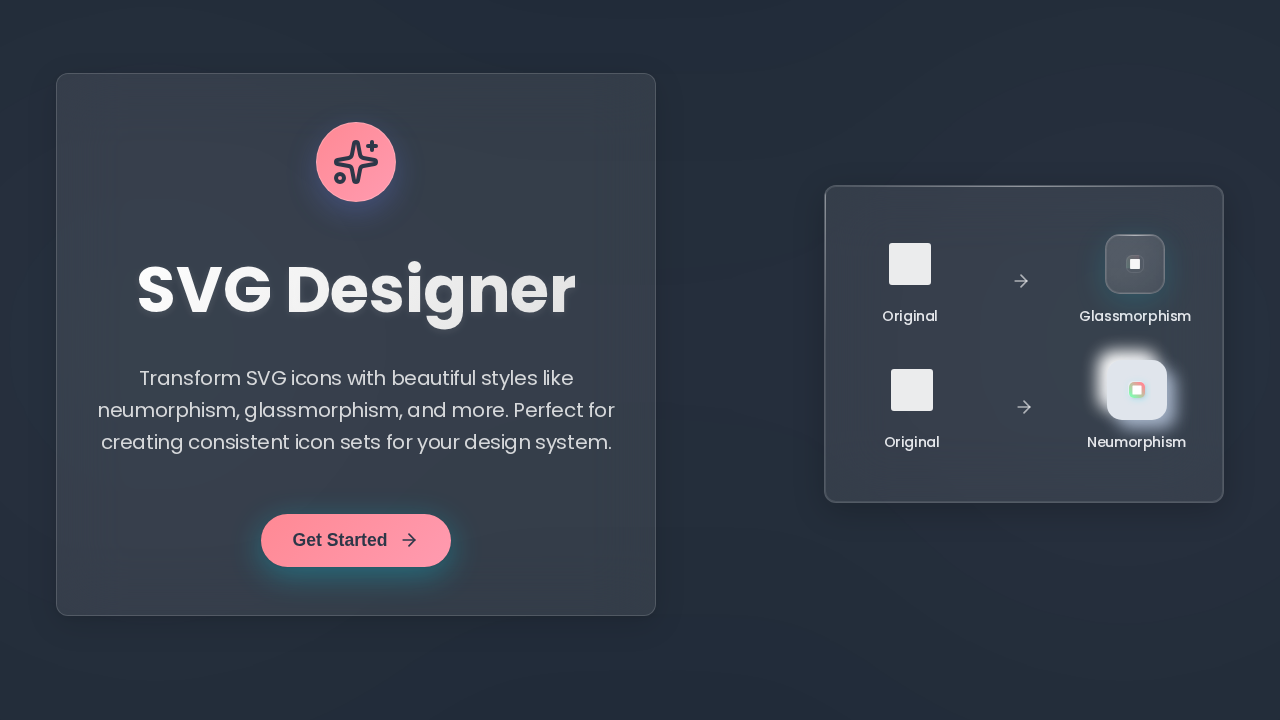 SVG Designer
Transform SVG icons with beautiful styles like
neumorphism, glassmorphism, and more. Perfect for
creating consistent icon sets for your design system.
Get Started
Original
Glassmorphism
Original
Neumorphism